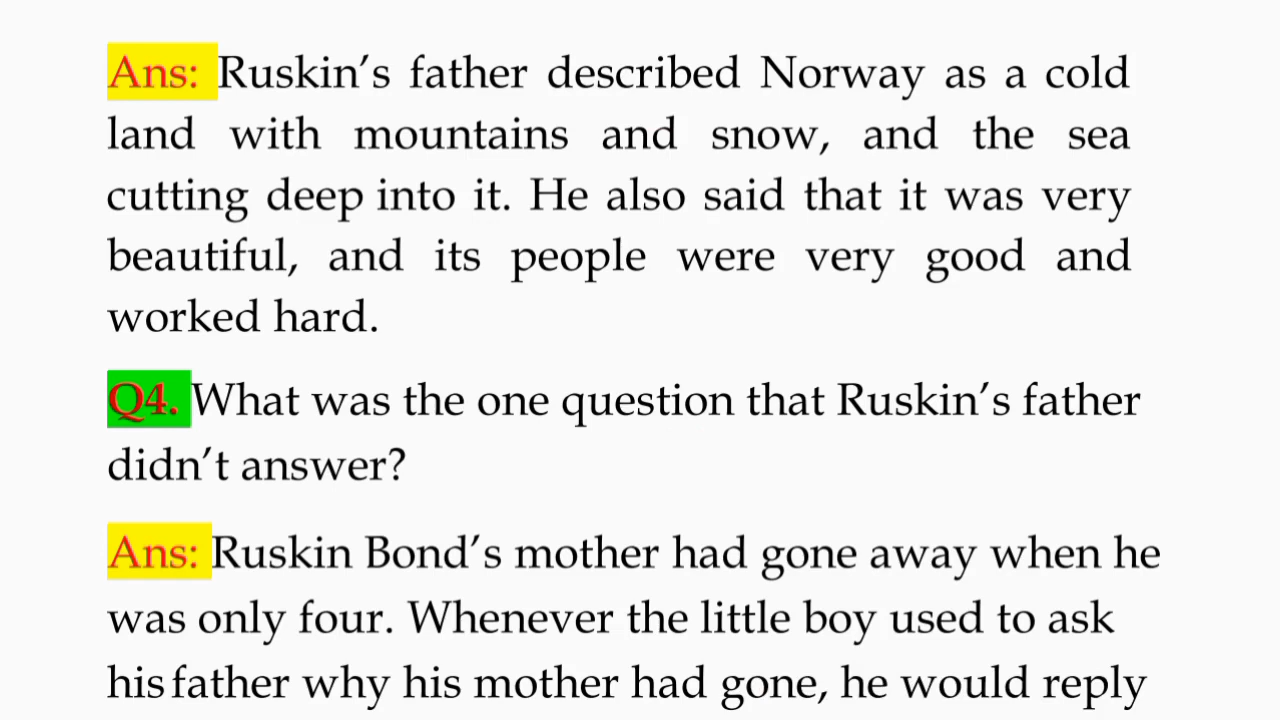 Ans: Ruskin’s father described Norway as a cold
land with mountains and snow, and the sea
cutting deep into it. He also said that it was very
beautiful, and its people were very good and
worked hard.
Q4. What was the one question that Ruskin’s father
didn’t answer?
Ans: Ruskin Bond’s mother had gone away when he
was only four. Whenever the little boy used to ask
his father why his mother had gone, he would reply